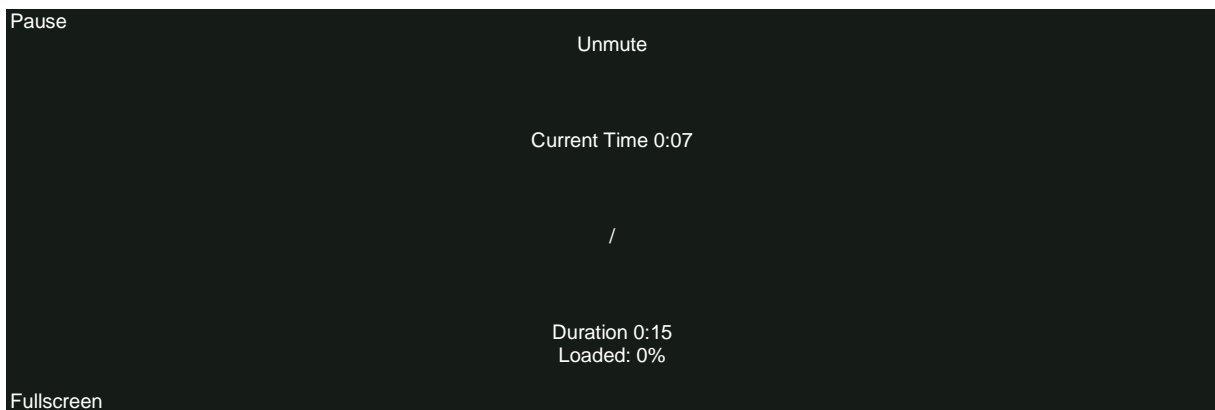 Pause
Unmute
Current Time 0:07
/
Duration 0:15
Loaded: 0%
Fullscreen